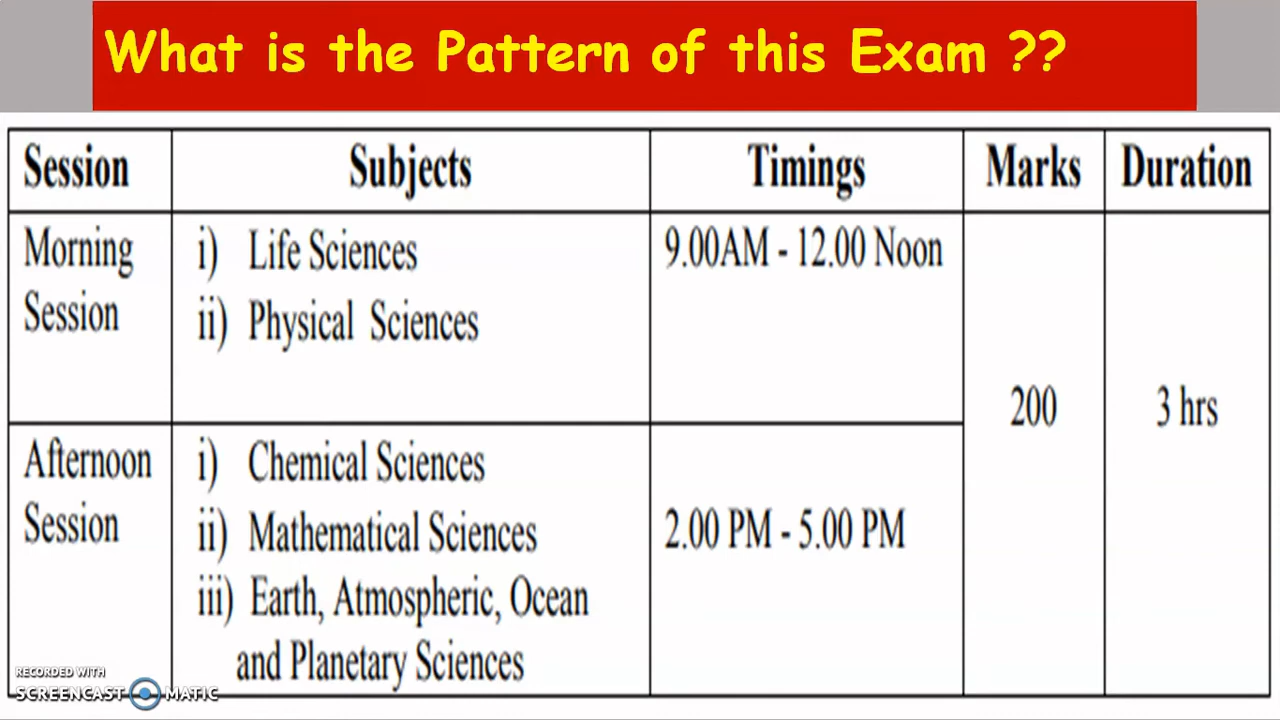 What is the Pattern of this Exam ??
Session Subjects Timings Marks Duration
Morning Session
i) Life Sciences
ii) Physical Sciences
9.00AM - 12.00 Noon
200
3 hrs
Afternoon Session
i) Chemical Sciences
ii) Mathematical Sciences
iii) Earth, Atmospheric, Ocean
and Planetary Sciences
2.00 PM - 5.00 PM
RECORDED WITH
SCREENCAST MATIC